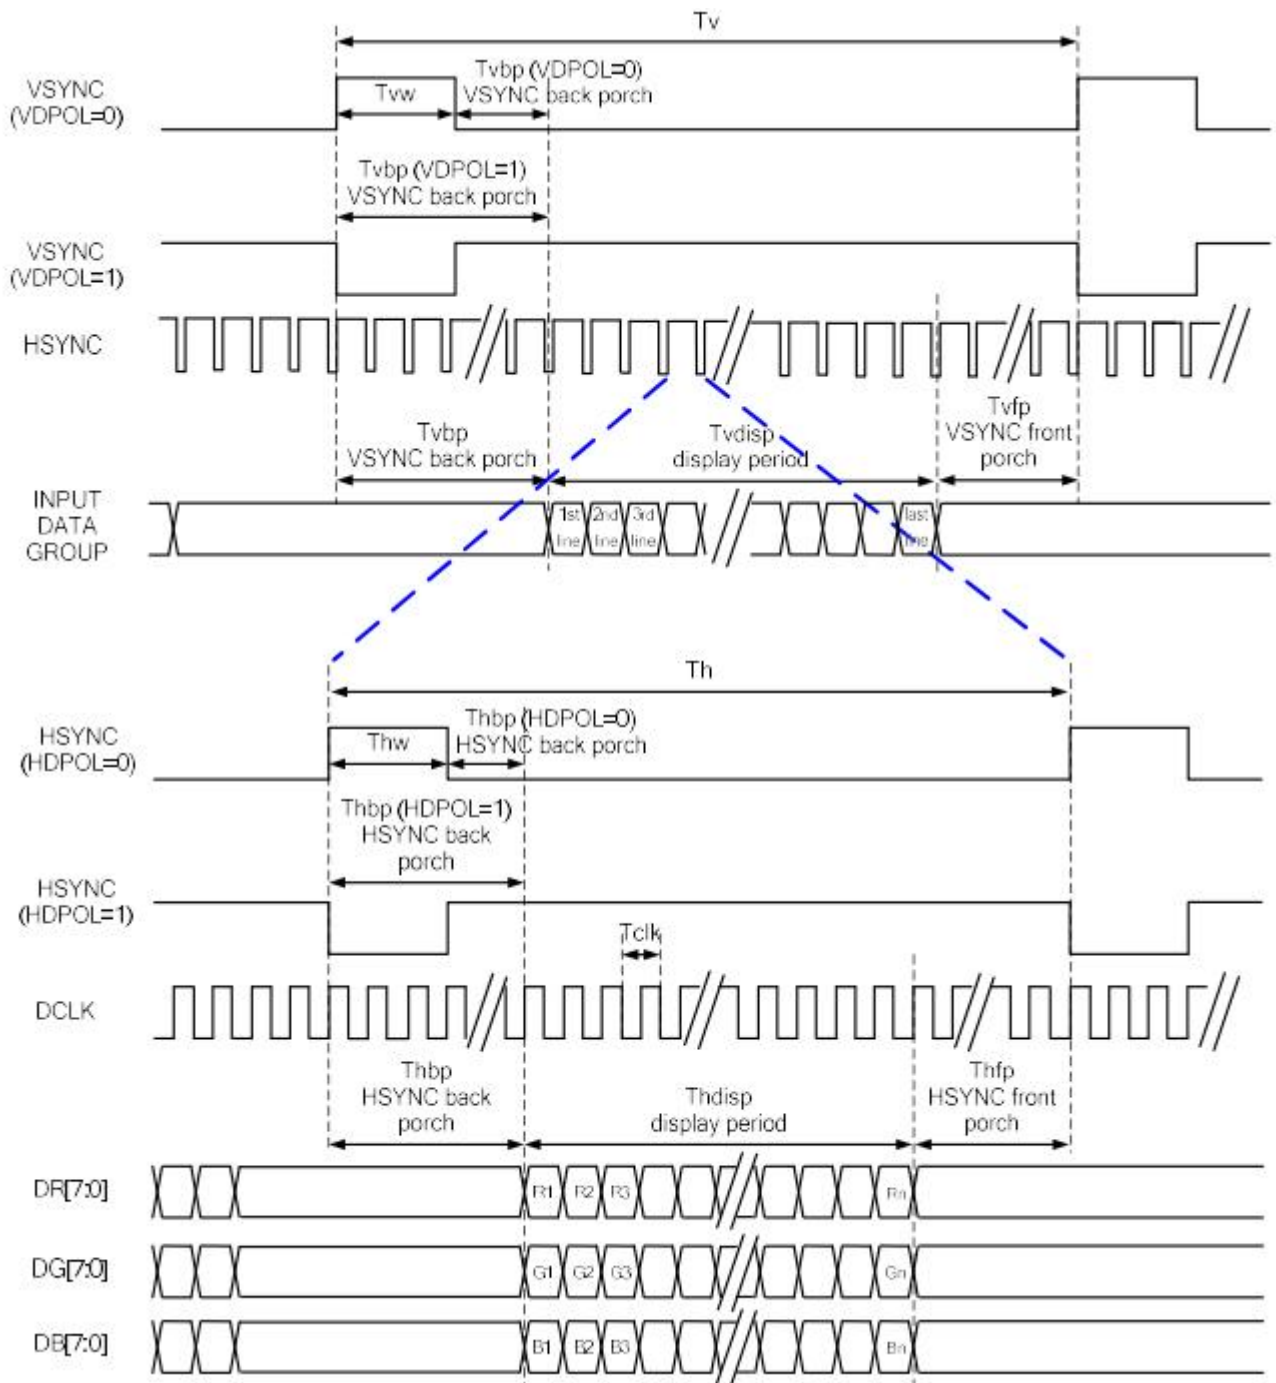 Tv
VSYNC
(VDPOL=0)
Tvw
Tvbp (VDPOL=0)
VSYNC back porch
Tvbp (VDPOL=1)
VSYNC back porch
VSYNC
(VDPOL=1)
HSYNC
Tvbp
VSYNC back porch
Tvdisp
display period
Tvfp
VSYNC front
porch
INPUT
DATA
GROUP
1st
line
2nd
line
3rd
line
last
line
Th
HSYNC
(HDPOL=0)
Thw
Thbp (HDPOL=0)
HSYNC back porch
Thbp (HDPOL=1)
HSYNC back
porch
HSYNC
(HDPOL=1)
Tclk
DCLK
Thbp
HSYNC back
porch
Thdisp
display period
Thfp
HSYNC front
porch
DR[7:0]
R1 R2 R3 Rn
DG[7:0]
G1 G2 G3 Gn
DB[7:0]
B1 B2 B3 Bn